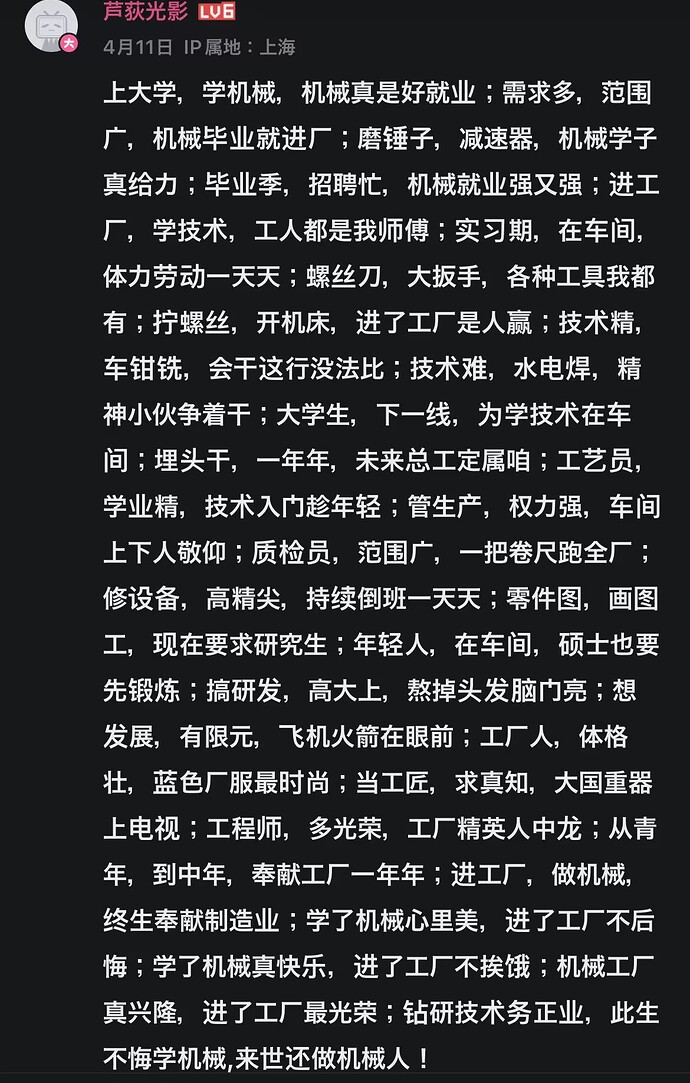 芦荻光影 LV6
大
4月11日 IP属地：上海
上大学，学机械，机械真是好就业；需求多，范围
广，机械毕业就进厂；磨锤子，减速器，机械学子
真给力；毕业季，招聘忙，机械就业强又强；进工
厂，学技术，工人都是我师傅；实习期，在车间，
体力劳动一天天；螺丝刀，大扳手，各种工具我都
有；拧螺丝，开机床，进了工厂是人赢；技术精，
车钳铣，会干这行没法比；技术难，水电焊，精
神小伙争着干；大学生，下一线，为学技术在车
间；埋头干，一年年，未来总工定属咱；工艺员，
学业精，技术入门趁年轻；管生产，权力强，车间
上下人敬仰；质检员，范围广，一把卷尺跑全厂；
修设备，高精尖，持续倒班一天天；零件图，画图
工，现在要求研究生；年轻人，在车间，硕士也要
先锻炼；搞研发，高大上，熬掉头发脑门亮；想
发展，有限元，飞机火箭在眼前；工厂人，体格
壮，蓝色厂服最时尚；当工匠，求真知，大国重器
上电视；工程师，多光荣，工厂精英人中龙；从青
年，到中年，奉献工厂一年年；进工厂，做机械，
终生奉献制造业；学了机械心里美，进了工厂不后
悔；学了机械真快乐，进了工厂不挨饿；机械工厂
真兴隆，进了工厂最光荣；钻研技术务正业，此生
不悔学机械,来世还做机械人！